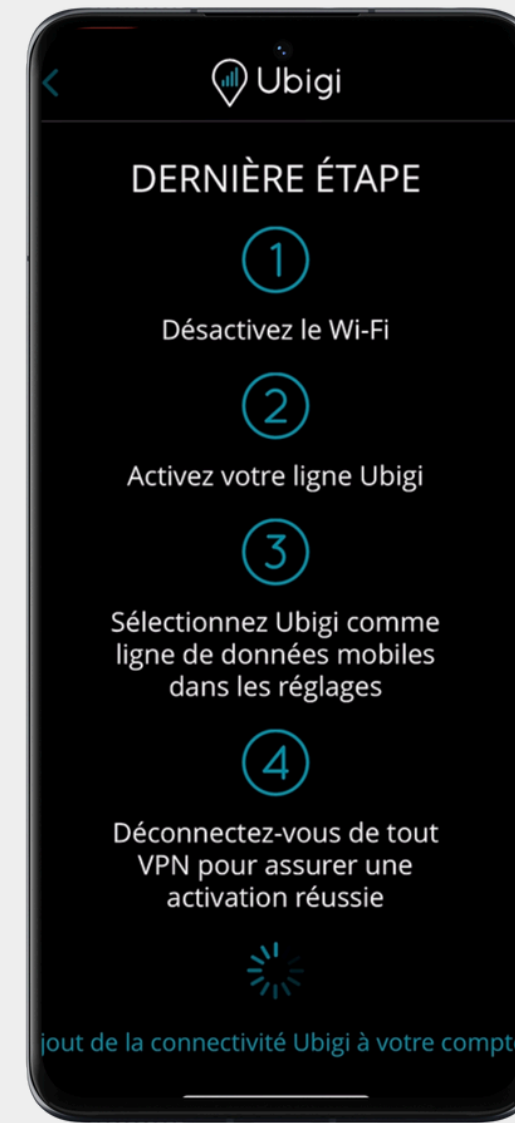 Ubigi
DERNIÈRE ÉTAPE
1
Désactivez le Wi-Fi
2
Activez votre ligne Ubigi
3
Sélectionnez Ubigi comme
ligne de données mobiles
dans les réglages
4
Déconnectez-vous de tout
VPN pour assurer une
activation réussie
jout de la connectivité Ubigi à votre compt